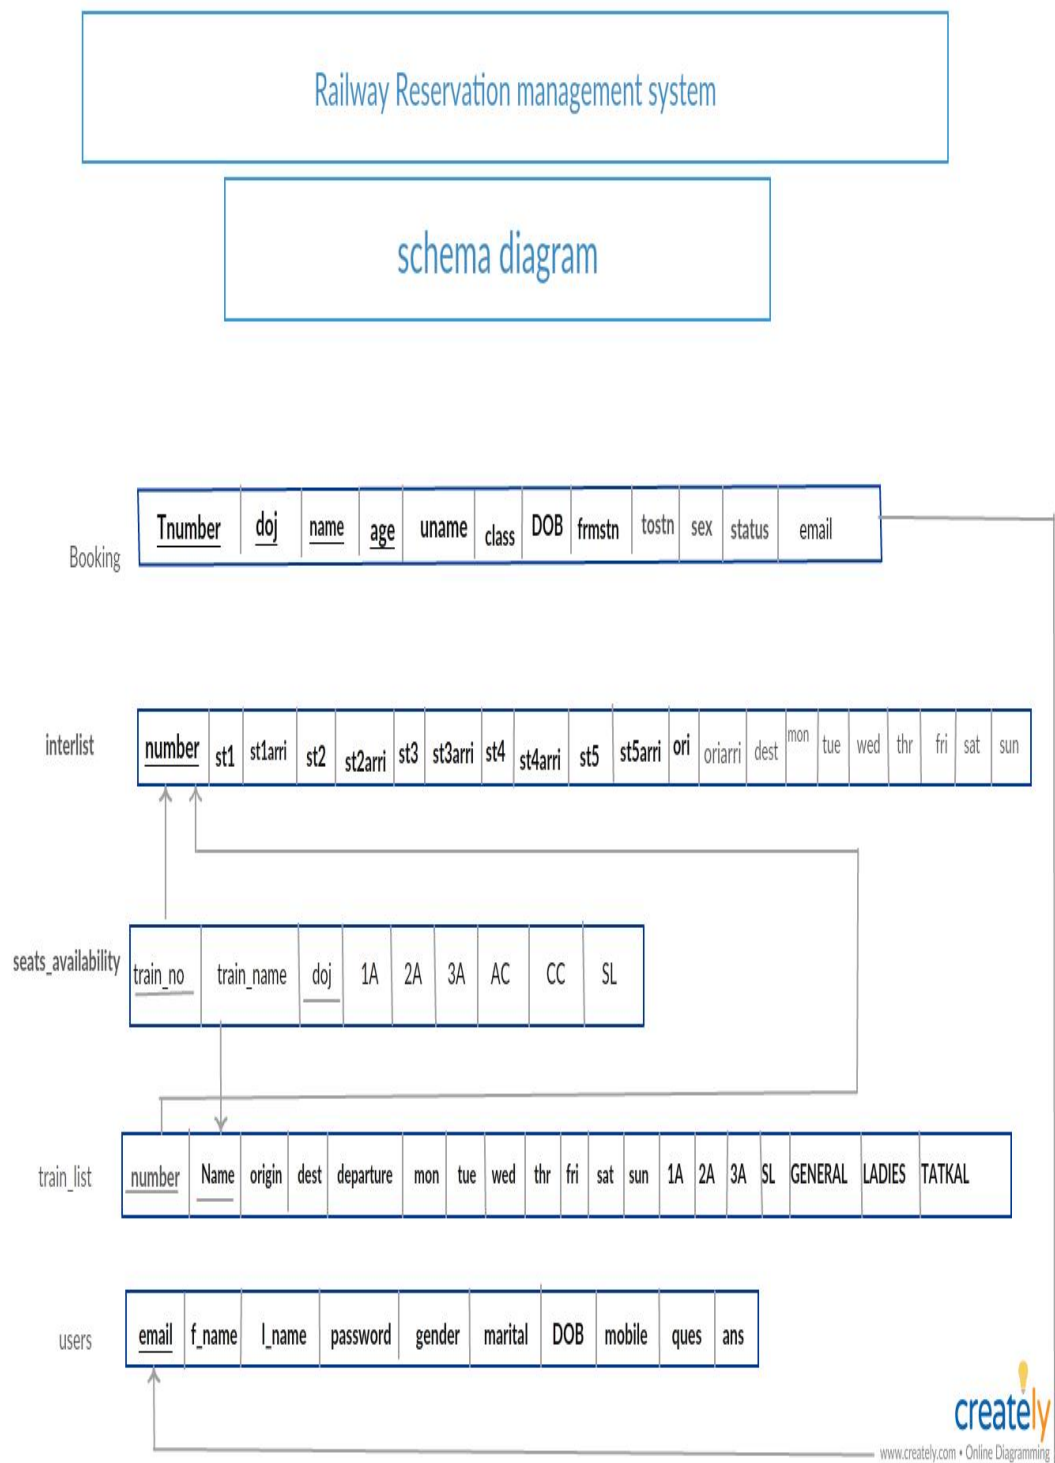 Railway Reservation management system
schema diagram
Booking
Tnumber doj name age uname class DOB frmstn tostn sex status email
interlist
number st1 st1arri st2 st2arri st3 st3arri st4 st4arri st5 st5arri ori oriarri dest mon tue wed thr fri sat sun
seats_availability
train_no train_name doj 1A 2A 3A AC CC SL
train_list
number Name origin dest departure mon tue wed thr fri sat sun 1A 2A 3A SL GENERAL LADIES TATKAL
users
email f_name l_name password gender marital DOB mobile ques ans
creately
www.creately.com • Online Diagramming